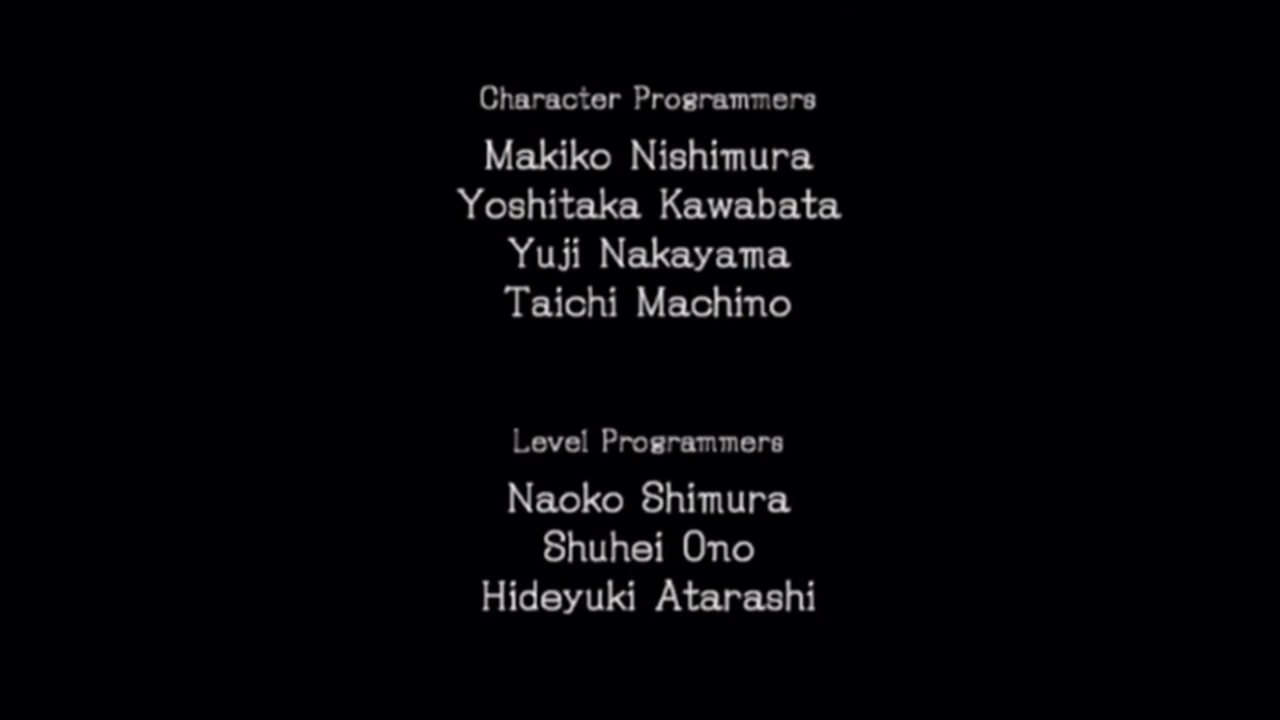 Character Programmers
Makiko Nishimura
Yoshitaka Kawabata
Yuji Nakayama
Taichi Machino
Level Programmers
Naoko Shimura
Shuhei Ono
Hideyuki Atarashi